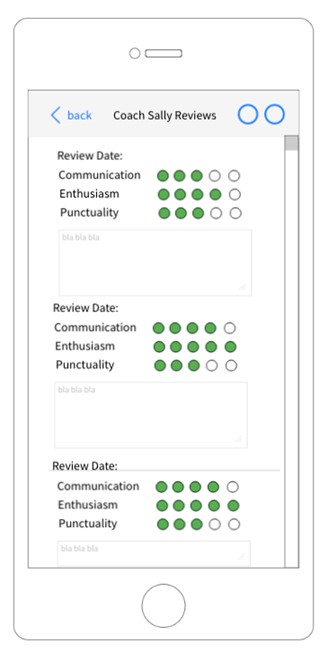 back Coach Sally Reviews
Review Date:
Communication
Enthusiasm
Punctuality
bla bla bla
Review Date:
Communication
Enthusiasm
Punctuality
bla bla bla
Review Date:
Communication
Enthusiasm
Punctuality
bla bla bla